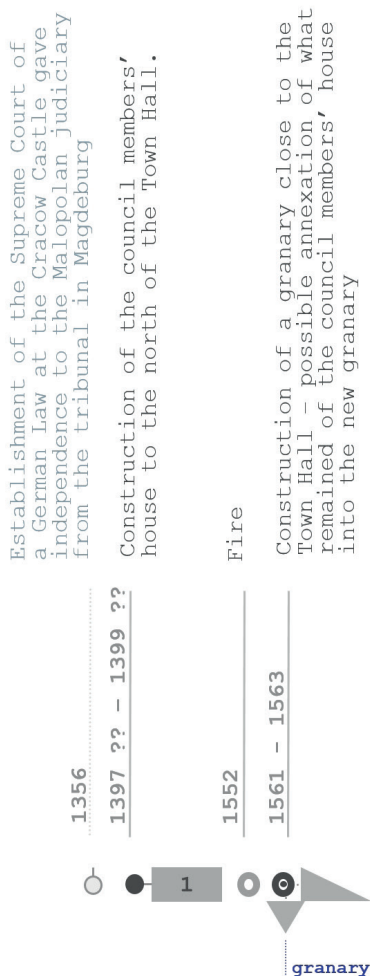 Establishment of the Supreme Court of
a German Law at the Cracow Castle gave
independence to the Malopolan judiciary
from the tribunal in Magdeburg
1356
Construction of the council members’
house to the north of the Town Hall.
1397 ?? – 1399 ??
1
Fire
1552
Construction of a granary close to the
Town Hall – possible annexation of what
remained of the council members’ house
into the new granary
1561 – 1563
granary